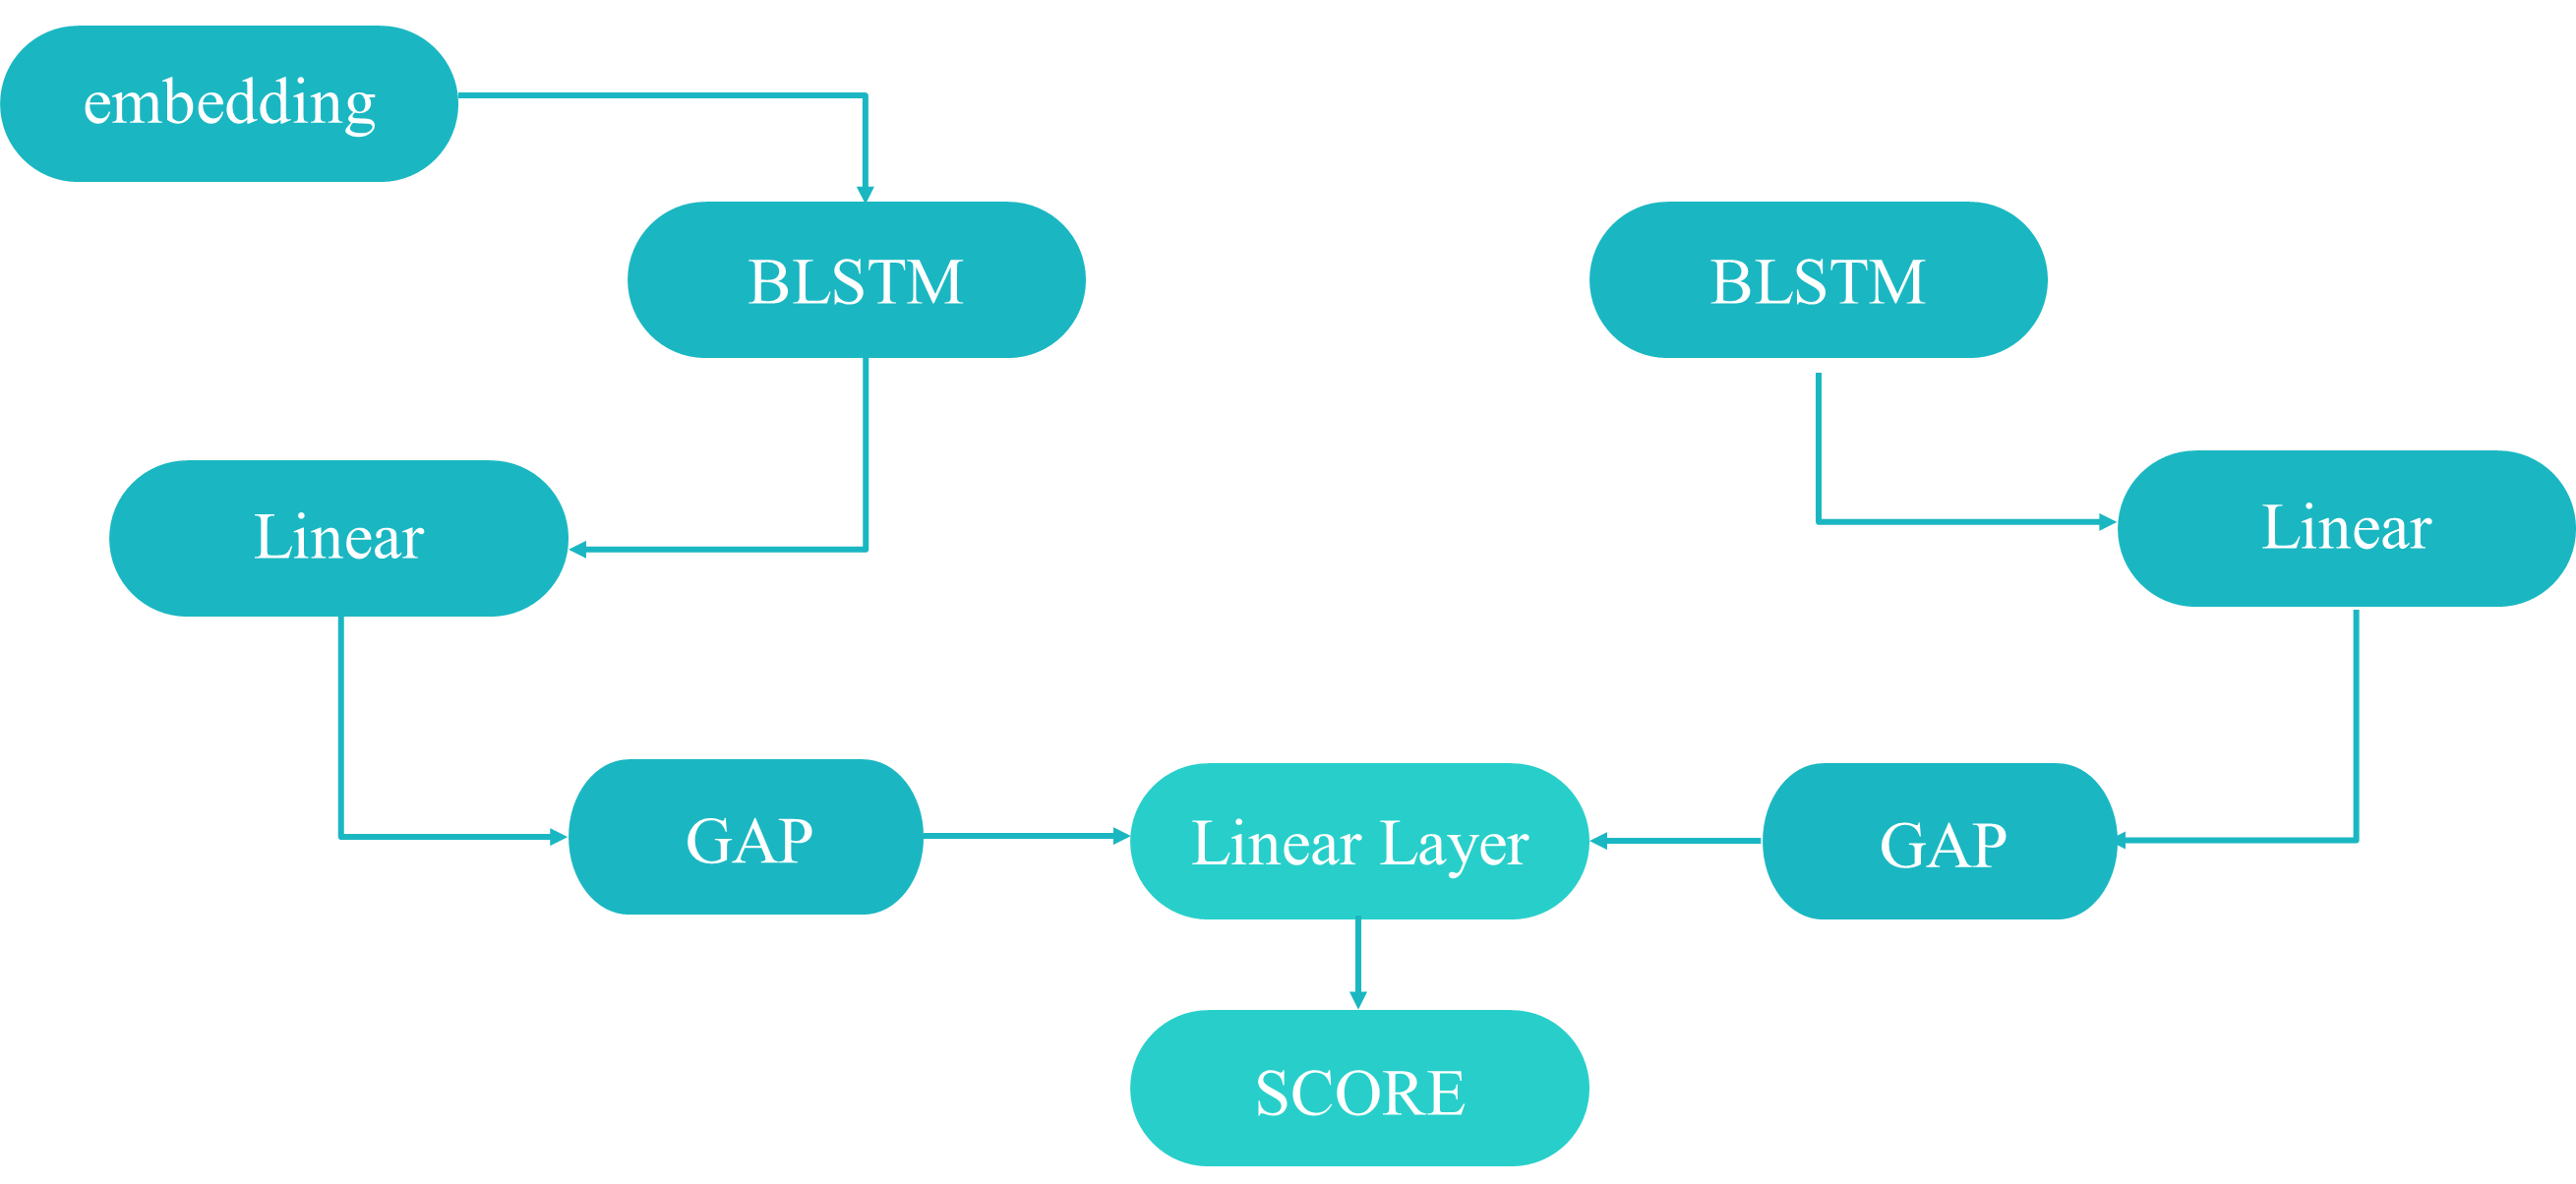 embedding
BLSTM
BLSTM
Linear
Linear
GAP
Linear Layer
GAP
SCORE